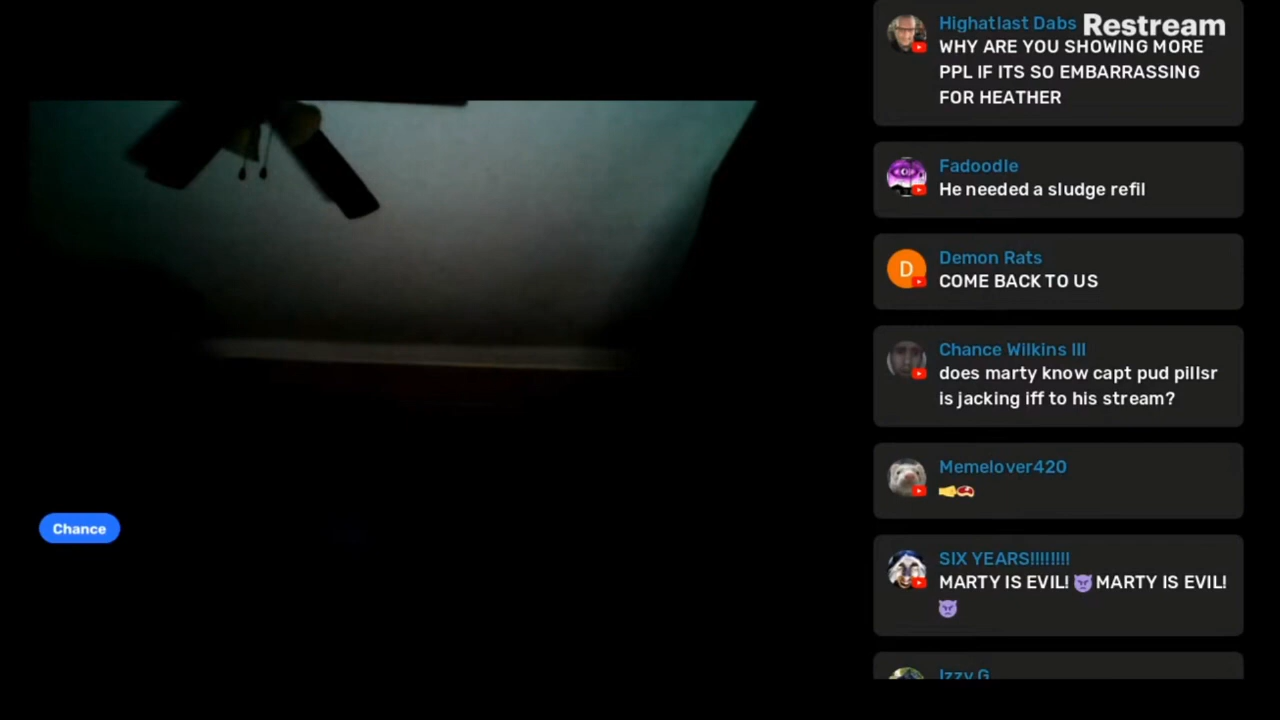 Highatlast Dabs
Restream
WHY ARE YOU SHOWING MORE
PPL IF ITS SO EMBARRASSING
FOR HEATHER
Fadoodle
He needed a sludge refil
D
Demon Rats
COME BACK TO US
Chance Wilkins III
does marty know capt pud pillsr
is jacking iff to his stream?
Memelover420
🤛🥩
Chance
SIX YEARS!!!!!!!!
MARTY IS EVIL! 😈 MARTY IS EVIL!
😈
Izzy G